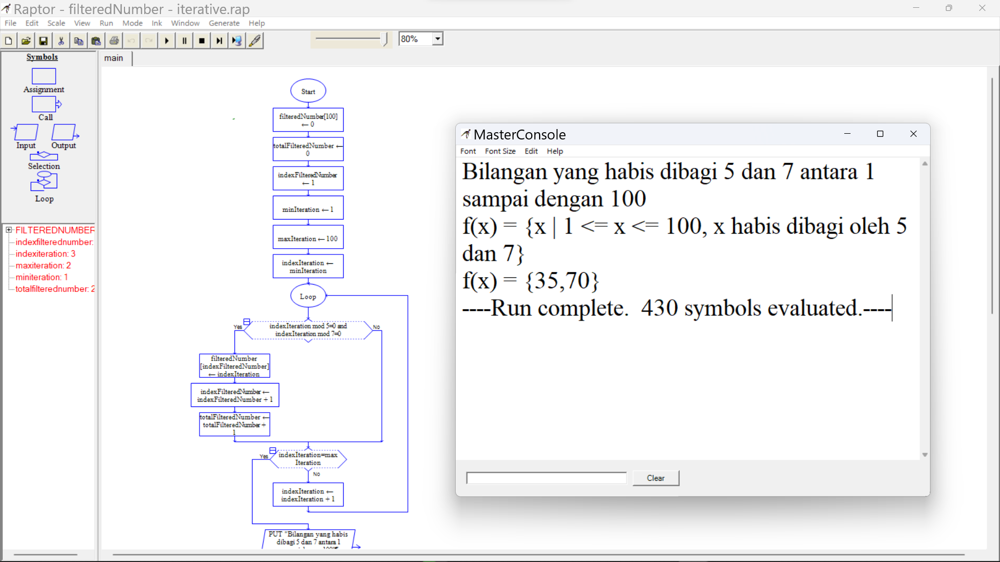 Raptor - filteredNumber - iterative.rap
File Edit Scale View Run Mode Ink Window Generate Help
80%
Symbols
Assignment
Call
Input Output
Selection
Loop
FILTEREDNUMBER
indexfilterednumber:
indexiteration: 3
maxiteration: 2
miniteration: 1
totalfilterednumber: 2
main
Start
filteredNumber[100]
← 0
totalFilteredNumber ←
0
indexFilteredNumber
← 1
minIteration ← 1
maxIteration ← 100
indexIteration ←
minIteration
Loop
Yes
indexIteration mod 5=0 and
indexIteration mod 7=0
No
filteredNumber
[indexFilteredNumber]
← indexIteration
indexFilteredNumber ←
indexFilteredNumber + 1
totalFilteredNumber ←
totalFilteredNumber +
1
Yes
indexIteration=max
Iteration
No
indexIteration ←
indexIteration + 1
PUT "Bilangan yang habis
dibagi 5 dan 7 antara 1
MasterConsole
Font Font Size Edit Help
Bilangan yang habis dibagi 5 dan 7 antara 1
sampai dengan 100
f(x) = {x | 1 <= x <= 100, x habis dibagi oleh 5
dan 7}
f(x) = {35,70}
----Run complete.  430 symbols evaluated.----
Clear